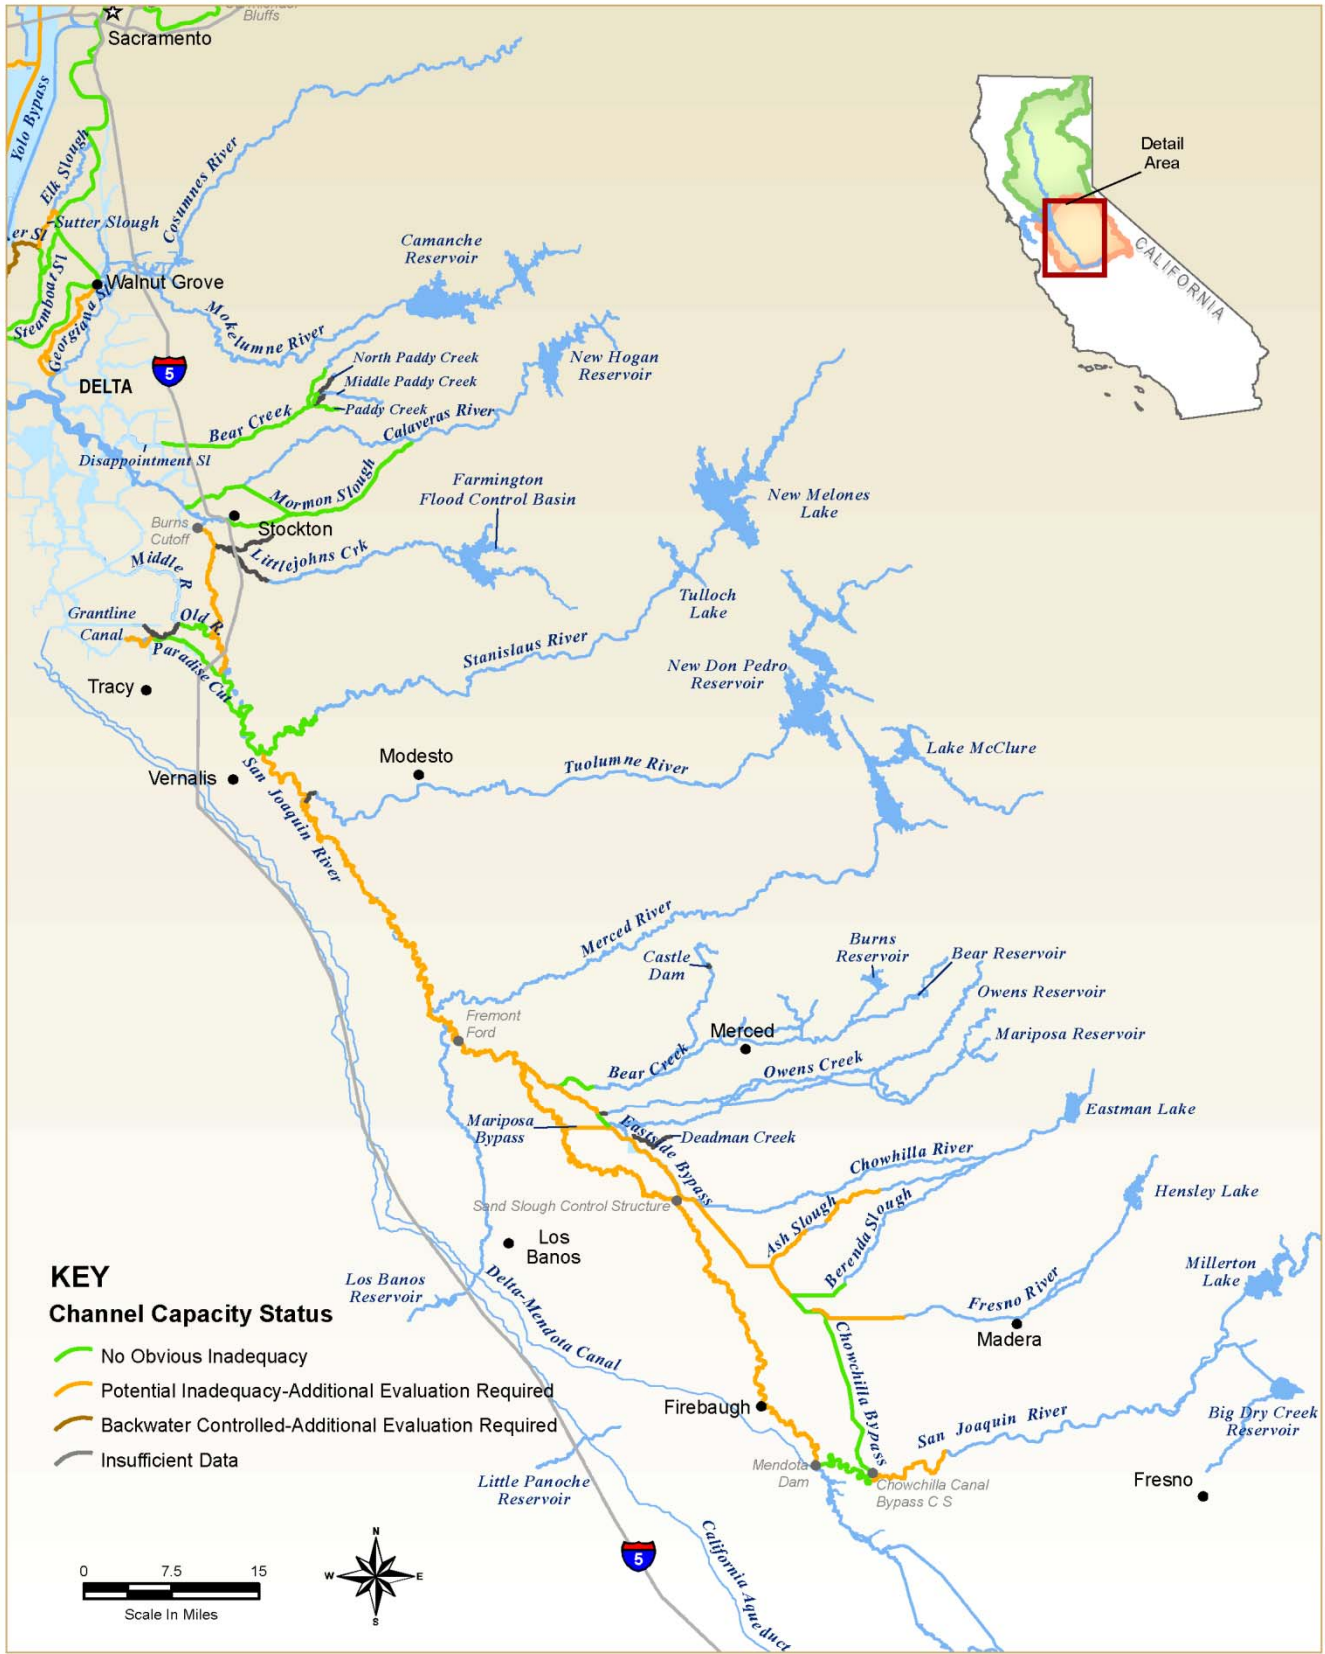 Bluffs
Sacramento
Yolo Bypass
Elk Slough
Cosumnes River
Detail
Area
CALIFORNIA
Sutter Slough
er Sl
Steamboat Sl
Walnut Grove
Georgiana Sl
Camanche
Reservoir
Mokelumne River
DELTA
5
North Paddy Creek
Middle Paddy Creek
Paddy Creek
New Hogan
Reservoir
Bear Creek
Calaveras River
Disappointment Sl
Mormon Slough
Farmington
Flood Control Basin
New Melones
Lake
Burns
Cutoff
Stockton
Littlejohns Crk
Middle R
Tulloch
Lake
Grantline
Canal
Old R.
Paradise Cut
Stanislaus River
New Don Pedro
Reservoir
Tracy
Vernalis
San Joaquin River
Modesto
Tuolumne River
Lake McClure
Merced River
Castle
Dam
Burns
Reservoir
Bear Reservoir
Owens Reservoir
Mariposa Reservoir
Fremont
Ford
Merced
Bear Creek
Owens Creek
Eastman Lake
Mariposa
Bypass
Eastside Bypass
Deadman Creek
Chowhilla River
Hensley Lake
Sand Slough Control Structure
Ash Slough
Berenda Slough
Los
Banos
Los Banos
Reservoir
Delta-Mendota Canal
Millerton
Lake
Fresno River
Madera
Chowchilla Bypass
Firebaugh
San Joaquin River
Big Dry Creek
Reservoir
Mendota
Dam
Chowchilla Canal
Bypass C S
Fresno
Little Panoche
Reservoir
5
California Aqueduct
KEY
Channel Capacity Status
No Obvious Inadequacy
Potential Inadequacy-Additional Evaluation Required
Backwater Controlled-Additional Evaluation Required
Insufficient Data
0 7.5 15
Scale In Miles
N
W E
S